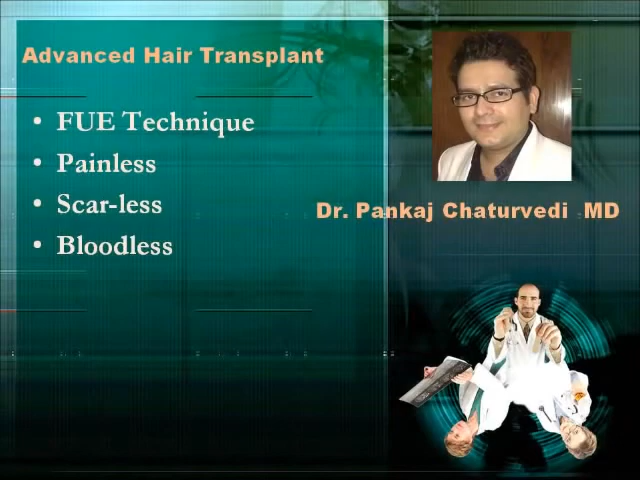 Advanced Hair Transplant
• FUE Technique
• Painless
• Scar-less
• Bloodless
Dr. Pankaj Chaturvedi MD